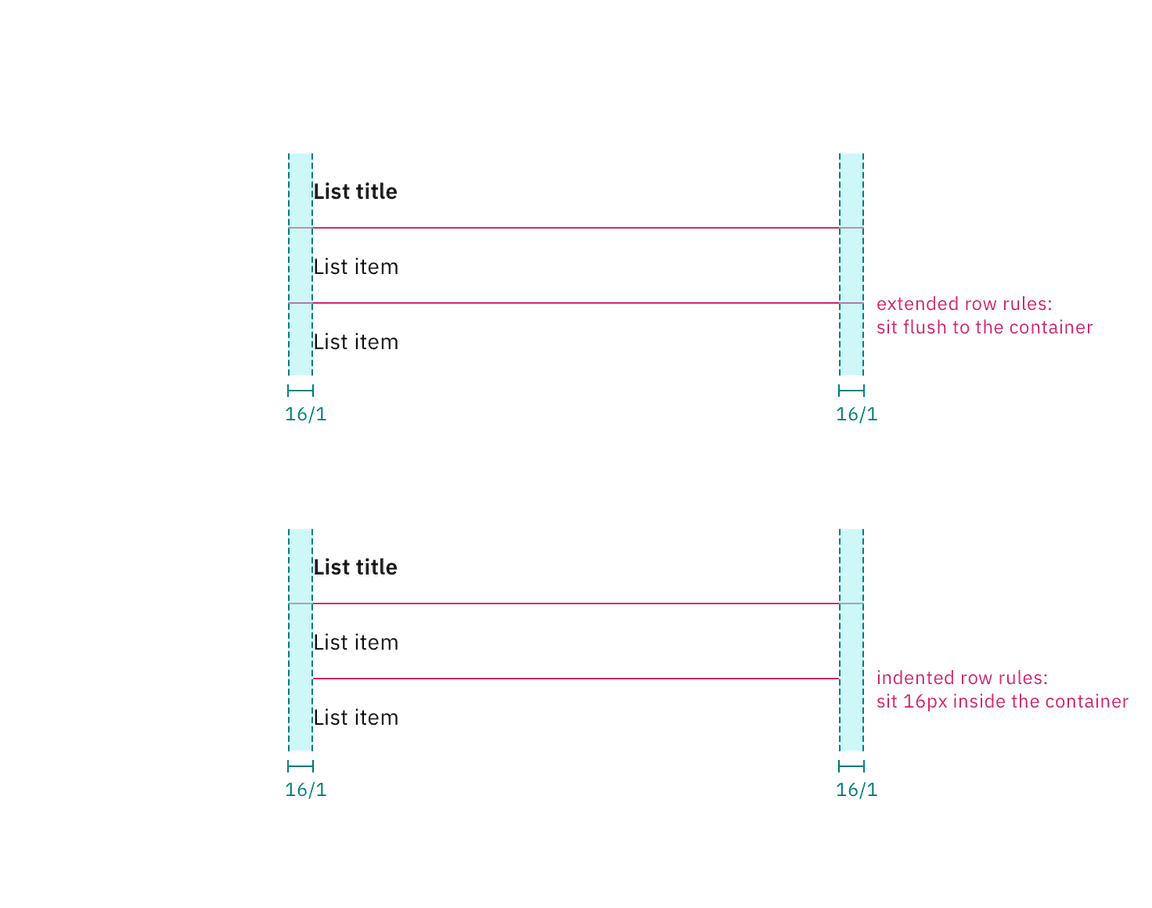 List title
List item
extended row rules:
sit flush to the container
List item
16/1 16/1
List title
List item
indented row rules:
sit 16px inside the container
List item
16/1 16/1